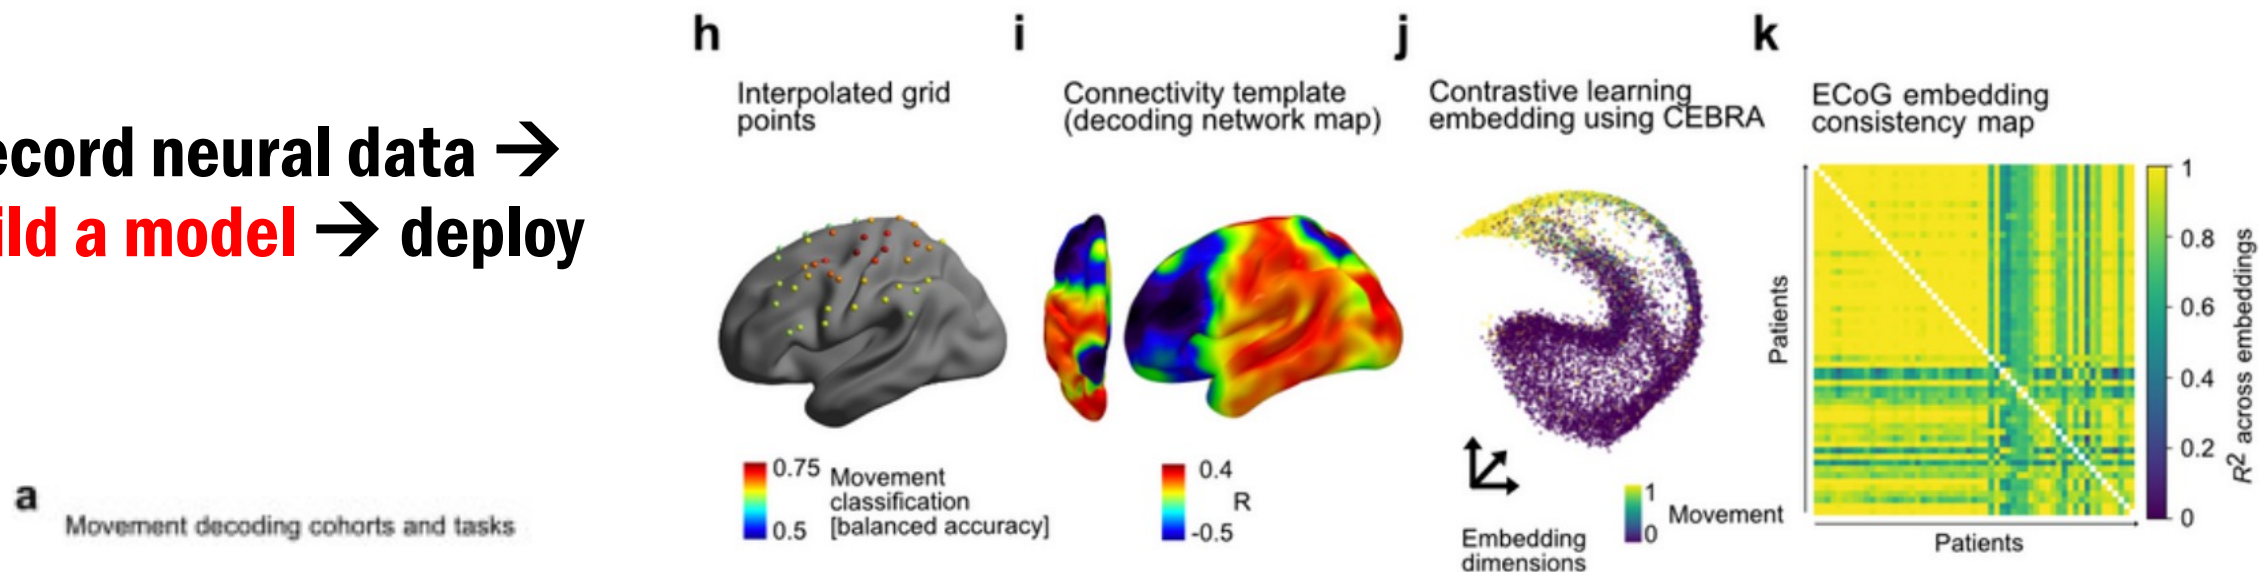 ecord neural data →
ild a model → deploy
a
Movement decoding cohorts and tasks
h
Interpolated grid
points
0.75
0.5
Movement
classification
[balanced accuracy]
i
Connectivity template
(decoding network map)
0.4
R
-0.5
j
Contrastive learning
embedding using CEBRA
Embedding
dimensions
1
0
Movement
k
ECoG embedding
consistency map
Patients
Patients
1
0.8
0.6
0.4
0.2
0
R² across embeddings